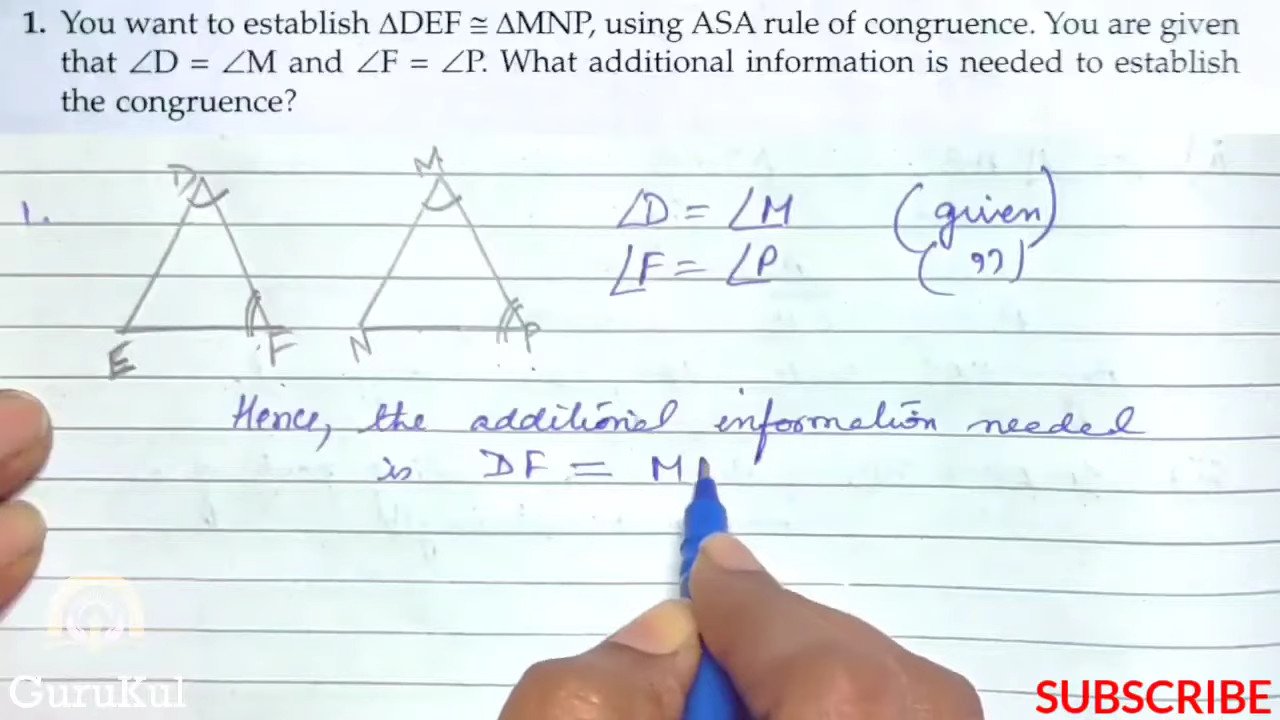 1. You want to establish ΔDEF ≅ ΔMNP, using ASA rule of congruence. You are given
that ∠D = ∠M and ∠F = ∠P. What additional information is needed to establish
the congruence?
1.
D
M
E
F
N
P
∠D = ∠M (given)
∠F = ∠P (")
Hence, the additional information needed
is DF = M
GuruKul
SUBSCRIBE